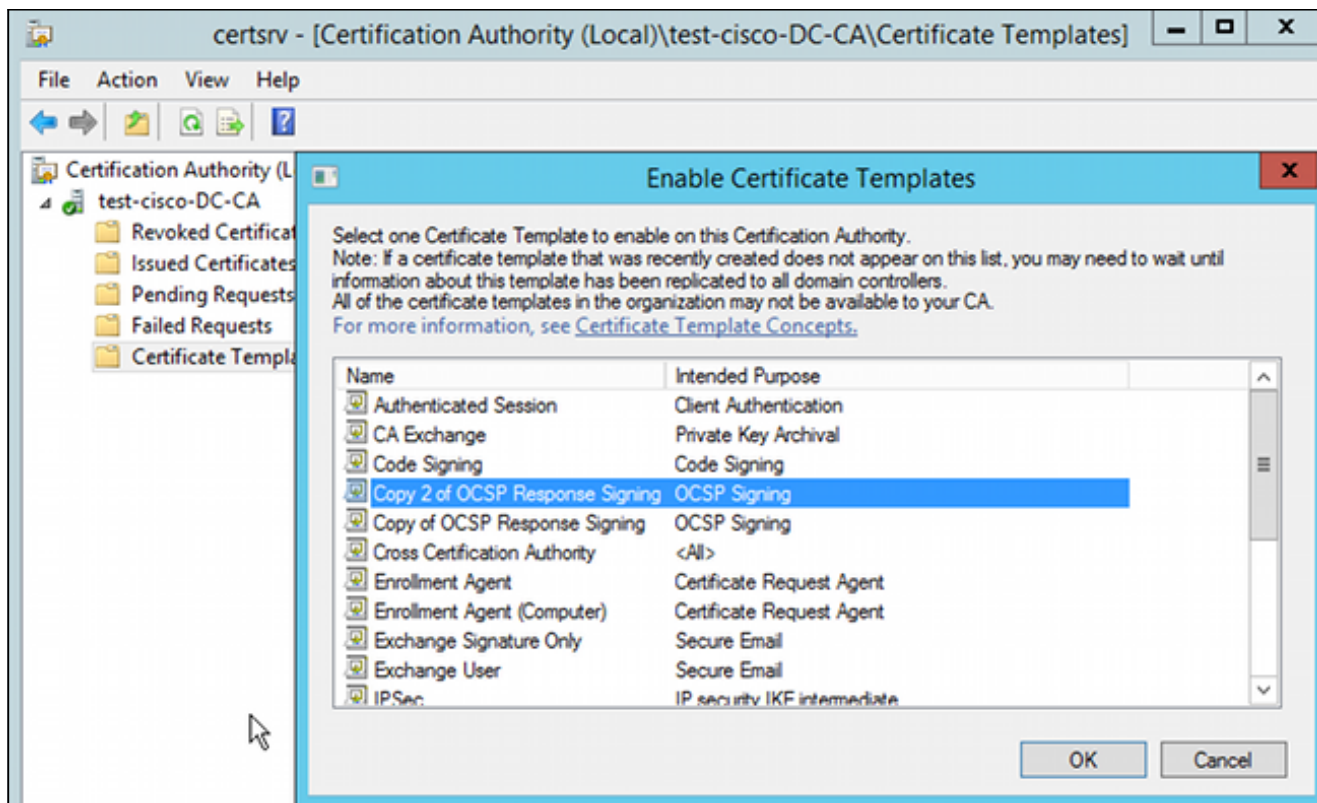 certsrv - [Certification Authority (Local)\test-cisco-DC-CA\Certificate Templates]
File Action View Help
Certification Authority (L
test-cisco-DC-CA
Revoked Certificat
Issued Certificates
Pending Requests
Failed Requests
Certificate Templa
Enable Certificate Templates
Select one Certificate Template to enable on this Certification Authority.
Note: If a certificate template that was recently created does not appear on this list, you may need to wait until
information about this template has been replicated to all domain controllers.
All of the certificate templates in the organization may not be available to your CA.
For more information, see Certificate Template Concepts.
Name Intended Purpose
Authenticated Session Client Authentication
CA Exchange Private Key Archival
Code Signing Code Signing
Copy 2 of OCSP Response Signing OCSP Signing
Copy of OCSP Response Signing OCSP Signing
Cross Certification Authority <All>
Enrollment Agent Certificate Request Agent
Enrollment Agent (Computer) Certificate Request Agent
Exchange Signature Only Secure Email
Exchange User Secure Email
IPSec IP security IKE intermediate
OK Cancel